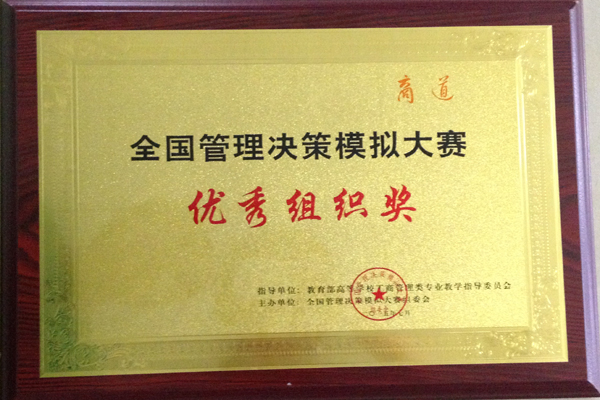 商道
全国管理决策模拟大赛
优秀组织奖
指导单位：教育部高等学校工商管理类专业教学指导委员会
主办单位：全国管理决策模拟大赛组委会